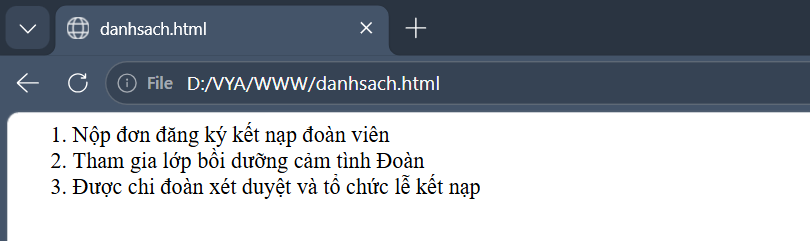 danhsach.html
File D:/VYA/WWW/danhsach.html
1. Nộp đơn đăng ký kết nạp đoàn viên
2. Tham gia lớp bồi dưỡng cảm tình Đoàn
3. Được chi đoàn xét duyệt và tổ chức lễ kết nạp